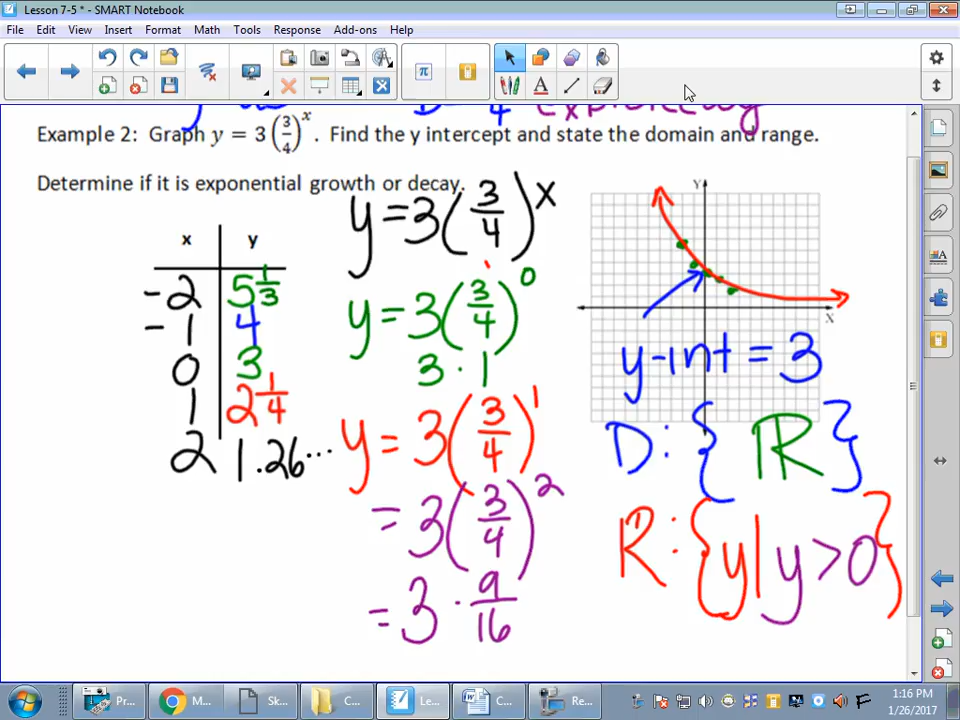 Lesson 7-5 * - SMART Notebook
File Edit View Insert Format Math Tools Response Add-ons Help
Example 2: Graph y = 3(3/4)^x. Find the y intercept and state the domain and range.
Determine if it is exponential growth or decay.
x y
-2 5 1/3
-1 4
0 3
1 2 1/4
2 1.26...
y=3(3/4)^x
y=3(3/4)^0
3·1
y=3(3/4)^1
=3(3/4)^2
=3·9/16
Y
X
y-int = 3
D: {ℝ}
R: {y| y>0}
Pr... M... Sk... C... Le... C... Re...
1:16 PM
1/26/2017